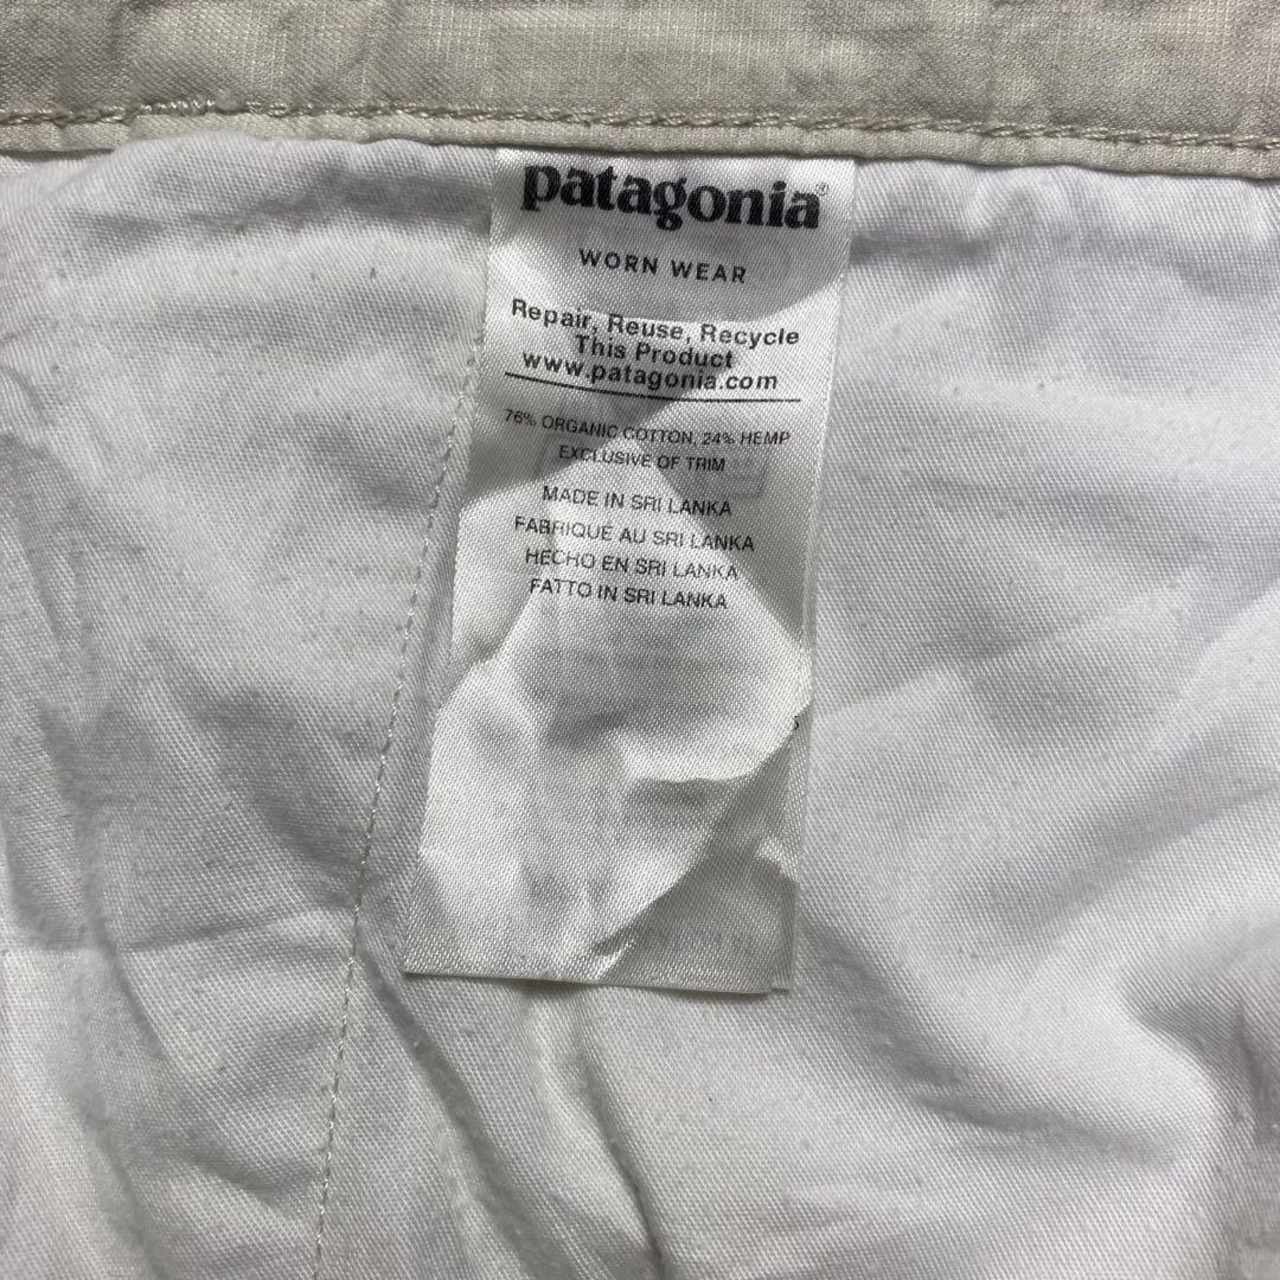 patagonia®
WORN WEAR
Repair, Reuse, Recycle
This Product
www.patagonia.com
76% ORGANIC COTTON, 24% HEMP
EXCLUSIVE OF TRIM
MADE IN SRI LANKA
FABRIQUÉ AU SRI LANKA
HECHO EN SRI LANKA
FATTO IN SRI LANKA